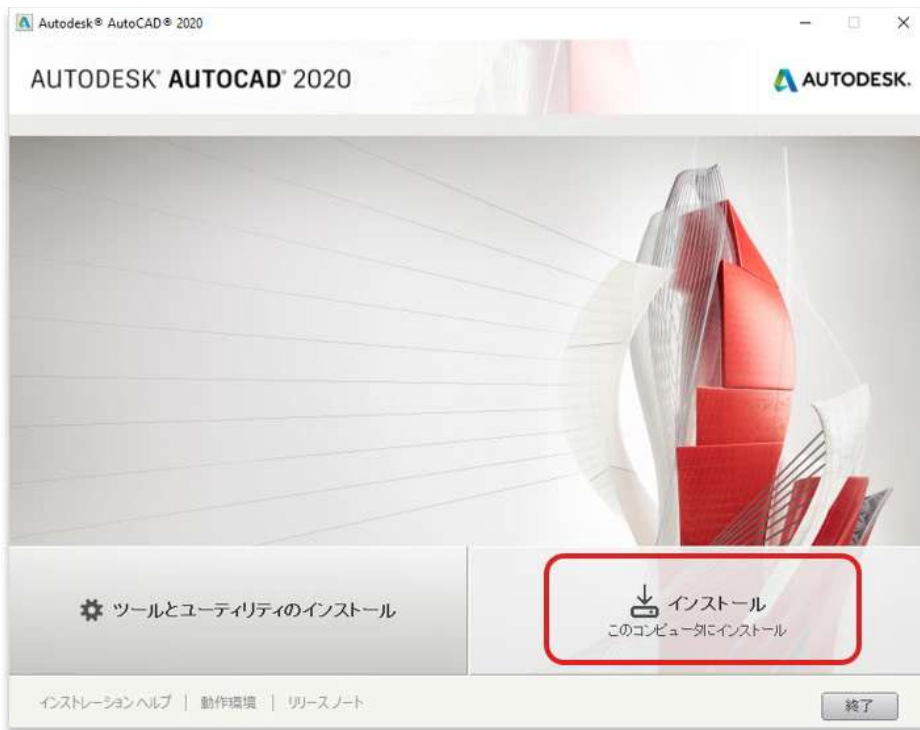 Autodesk® AutoCAD® 2020
AUTODESK® AUTOCAD® 2020
AUTODESK.
ツールとユーティリティのインストール
インストール
このコンピュータにインストール
インストレーション ヘルプ | 動作環境 | リリース ノート
終了